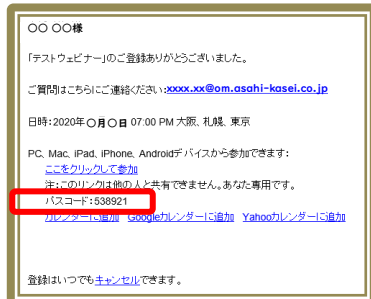 〇〇 〇〇様
「テストウェビナー」のご登録ありがとうございました。
ご質問はこちらにご連絡ください:xxxx.xx@om.asahi-kasei.co.jp
日時:2020年〇月〇日 07:00 PM 大阪、札幌、東京
PC、Mac、iPad、iPhone、Androidデバイスから参加できます:
ここをクリックして参加
注:このリンクは他の人と共有できません。あなた専用です。
パスコード:538921
カレンダーに追加 Googleカレンダーに追加 Yahooカレンダーに追加
登録はいつでもキャンセルできます。